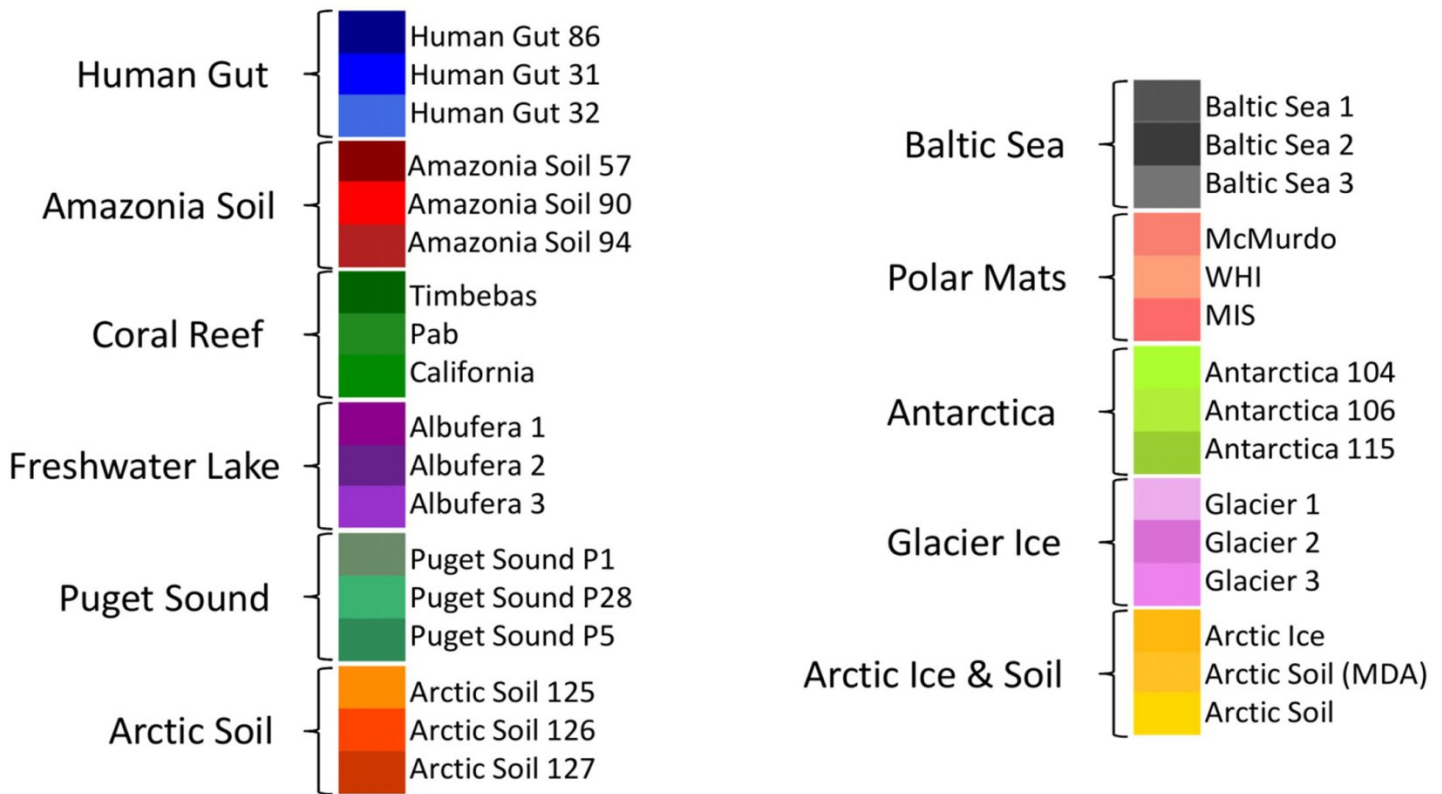 Human Gut
Human Gut 86
Human Gut 31
Human Gut 32
Amazonia Soil
Amazonia Soil 57
Amazonia Soil 90
Amazonia Soil 94
Coral Reef
Timbebas
Pab
California
Freshwater Lake
Albufera 1
Albufera 2
Albufera 3
Puget Sound
Puget Sound P1
Puget Sound P28
Puget Sound P5
Arctic Soil
Arctic Soil 125
Arctic Soil 126
Arctic Soil 127
Baltic Sea
Baltic Sea 1
Baltic Sea 2
Baltic Sea 3
Polar Mats
McMurdo
WHI
MIS
Antarctica
Antarctica 104
Antarctica 106
Antarctica 115
Glacier Ice
Glacier 1
Glacier 2
Glacier 3
Arctic Ice & Soil
Arctic Ice
Arctic Soil (MDA)
Arctic Soil